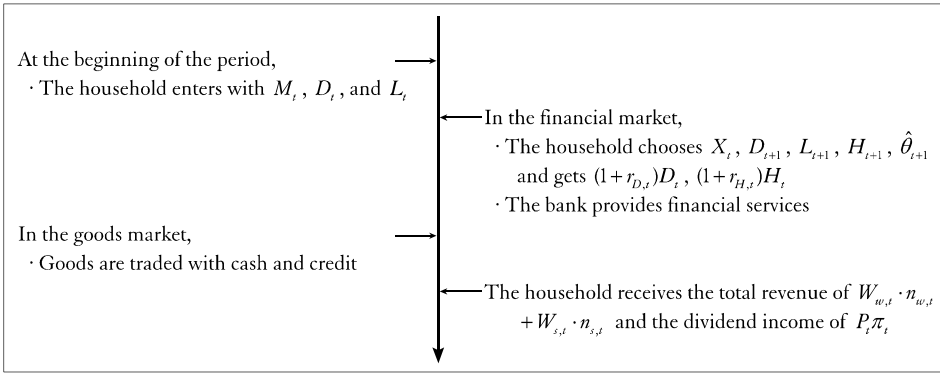 At the beginning of the period,
· The household enters with M_t , D_t, and L_t
In the financial market,
· The household chooses X_t , D_{t+1} , L_{t+1} , H_{t+1} , \hat{θ}_{t+1}
and gets (1+r_{D,t})D_t , (1+r_{H,t})H_t
· The bank provides financial services
In the goods market,
· Goods are traded with cash and credit
The household receives the total revenue of W_{w,t} · n_{w,t}
+W_{s,t} · n_{s,t} and the dividend income of P_tπ_t